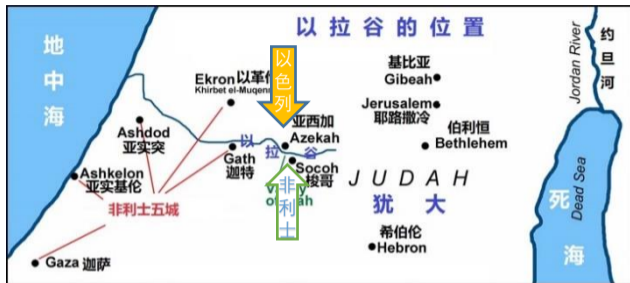 以拉谷的位置
地中海
以色列
基比亚
Gibeah
Jordan River
约旦河
Ekron 以革伦
Khirbet el-Muqenna
Jerusalem
耶路撒冷
伯利恒
Bethlehem
Ashdod
亚实突
亚西加
Azekah
以拉谷
Gath
迦特
Socoh
梭哥
Ashkelon
亚实基伦
非利士
JUDAH
犹大
非利士五城
Dead Sea
死海
希伯伦
Hebron
Gaza 迦萨